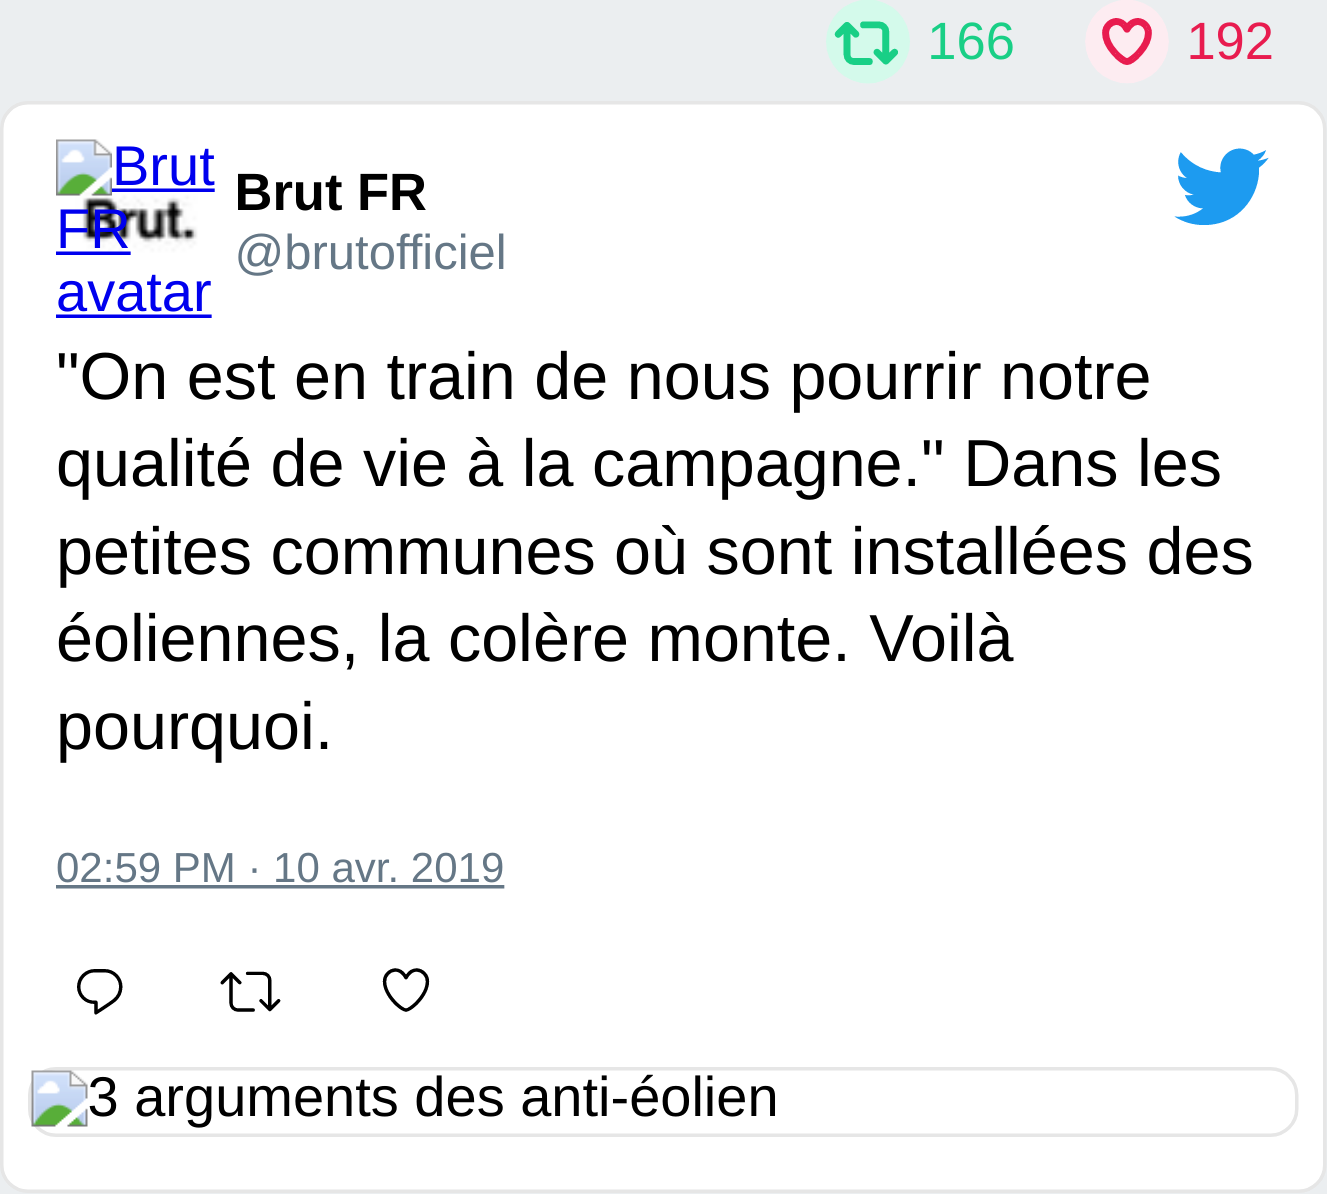 166 192
Brut
FR
avatar
Brut.
Brut FR
@brutofficiel
"On est en train de nous pourrir notre
qualité de vie à la campagne." Dans les
petites communes où sont installées des
éoliennes, la colère monte. Voilà
pourquoi.
02:59 PM · 10 avr. 2019
3 arguments des anti-éolien